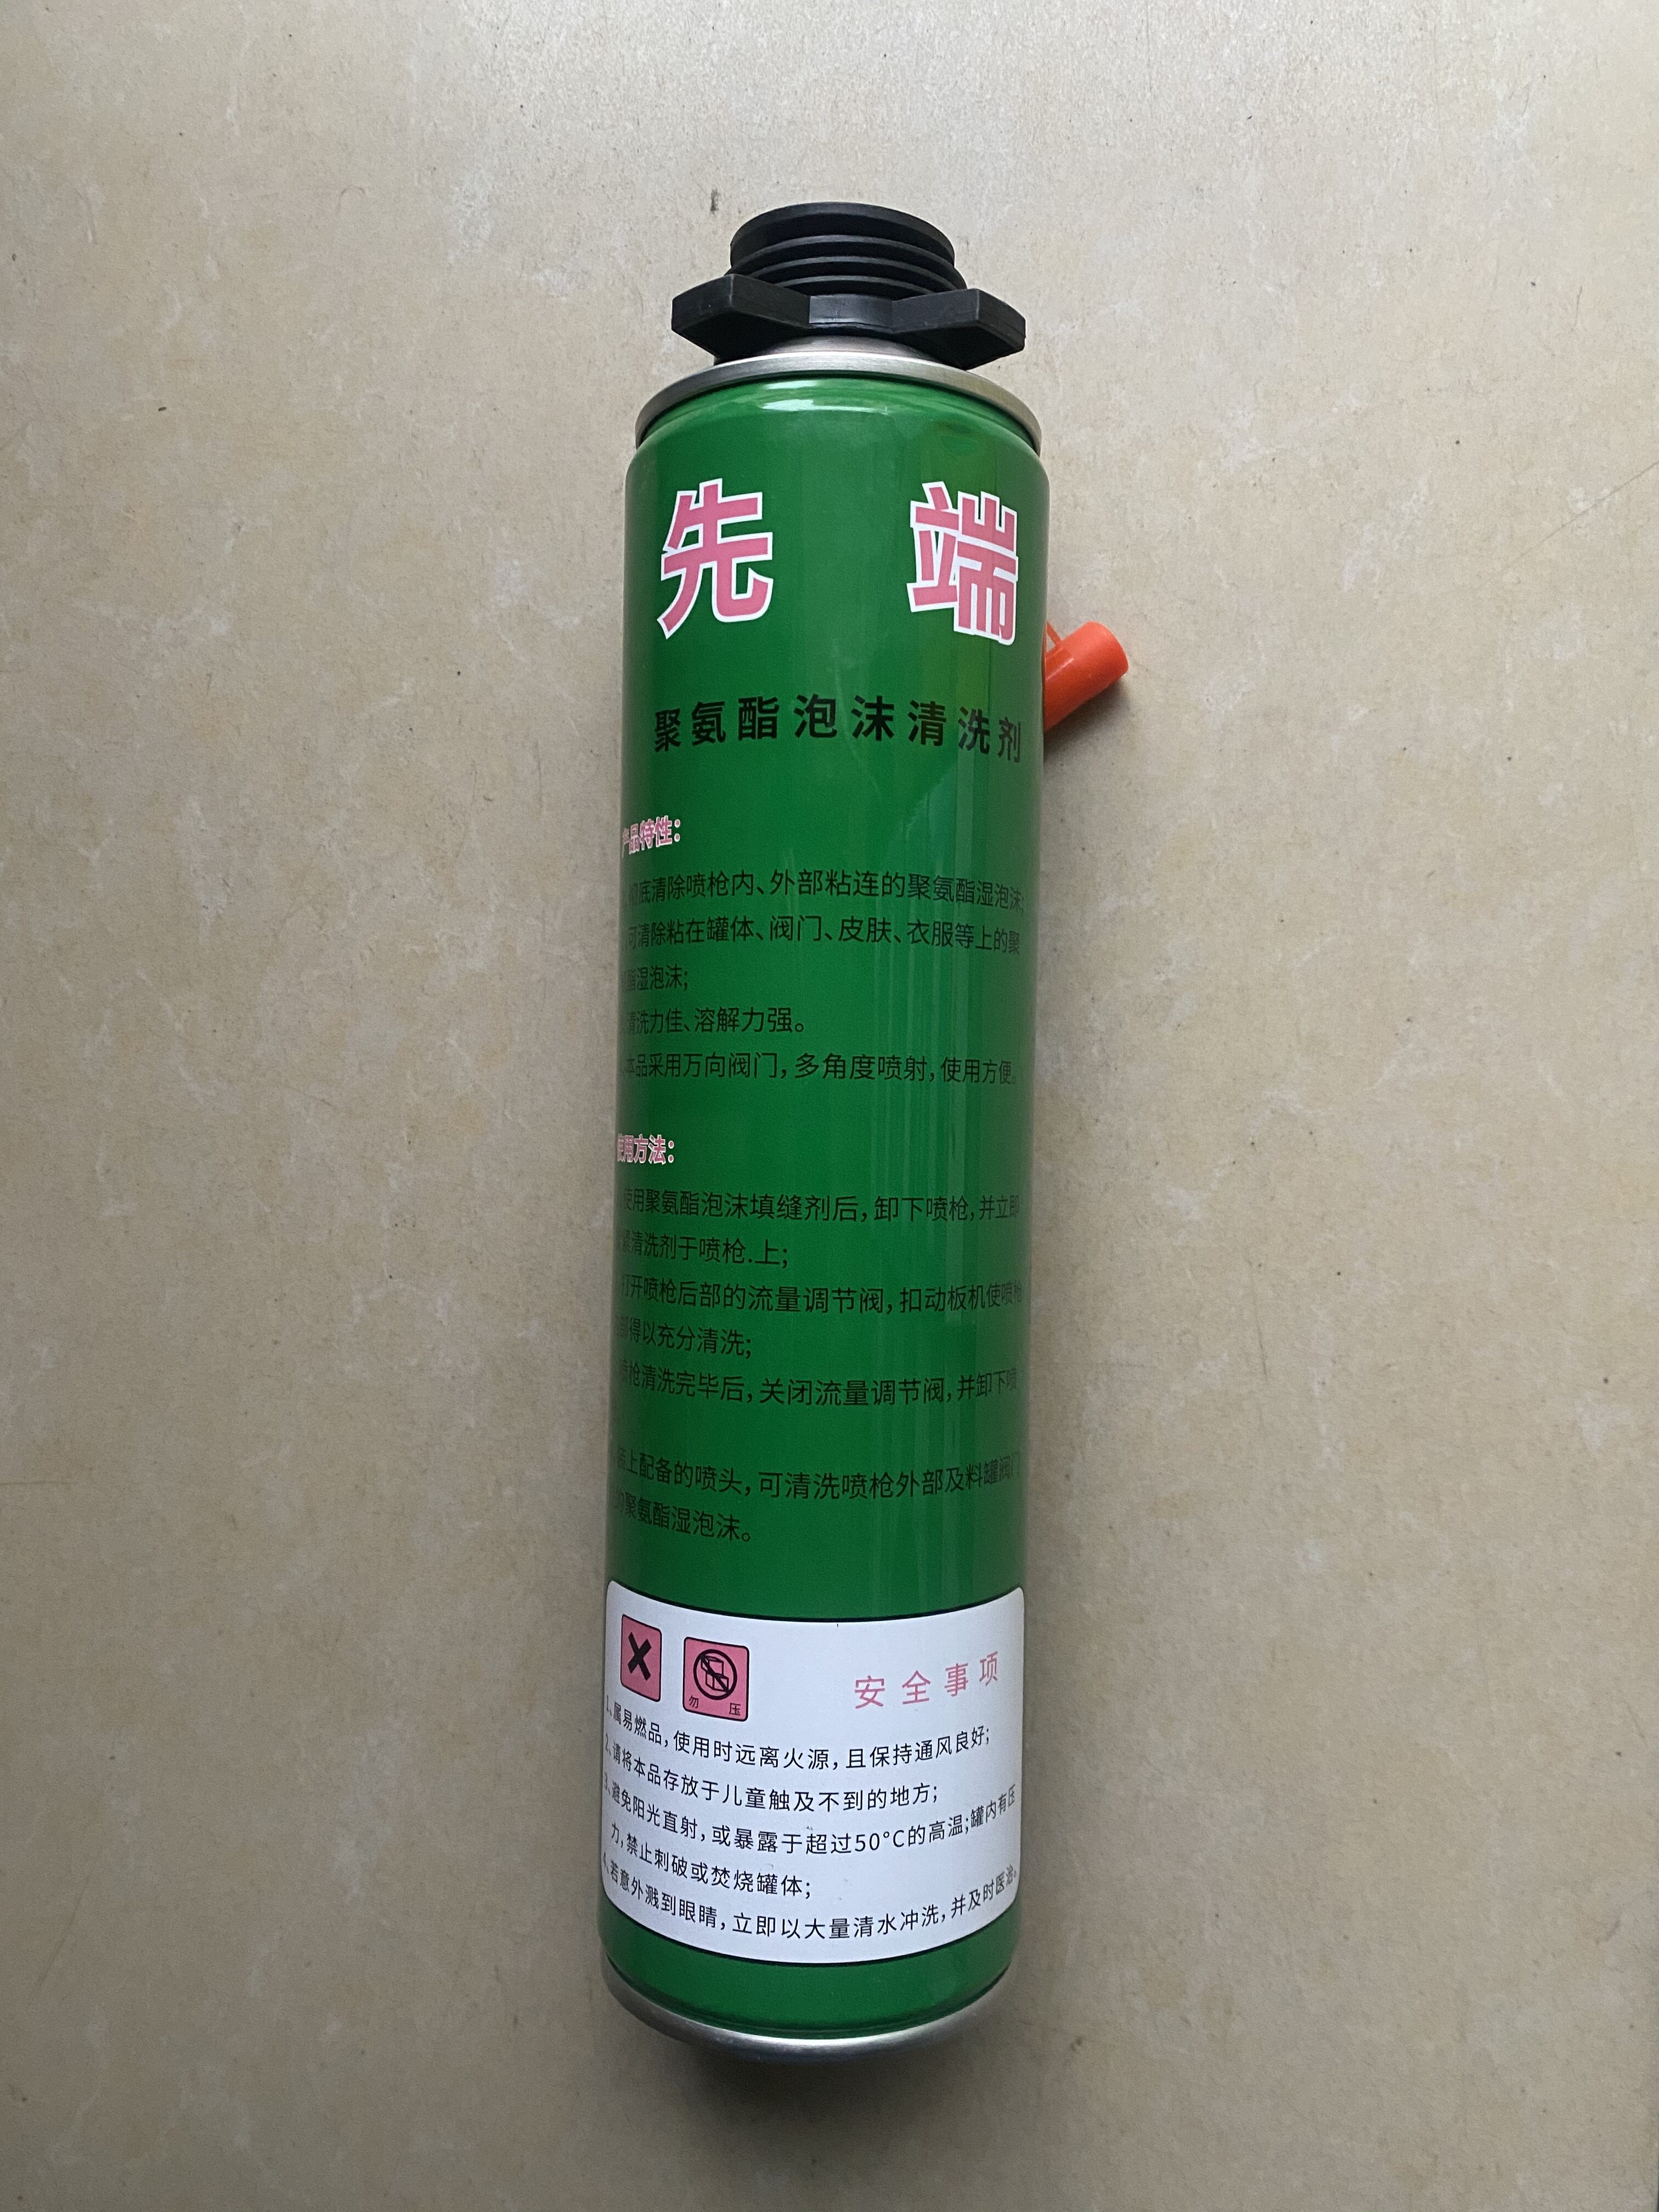 先 端
聚氨酯泡沫清洗剂
产品特性：
彻底清除喷枪内、外部粘连的聚氨酯湿泡沫;
可清除粘在罐体、阀门、皮肤、衣服等上的聚
酯湿泡沫;
清洗力佳、溶解力强。
本品采用万向阀门,多角度喷射,使用方便。
使用方法：
使用聚氨酯泡沫填缝剂后,卸下喷枪,并立即
清洗剂于喷枪.上;
打开喷枪后部的流量调节阀,扣动板机使喷枪
部得以充分清洗;
喷枪清洗完毕后,关闭流量调节阀,并卸下喷
装上配备的喷头,可清洗喷枪外部及料罐阀门
的聚氨酯湿泡沫。
勿 压
安全事项
1、属易燃品,使用时远离火源,且保持通风良好;
2、请将本品存放于儿童触及不到的地方;
3、避免阳光直射,或暴露于超过50°C的高温;罐内有压
力,禁止刺破或焚烧罐体;
4、若意外溅到眼睛,立即以大量清水冲洗,并及时医治。